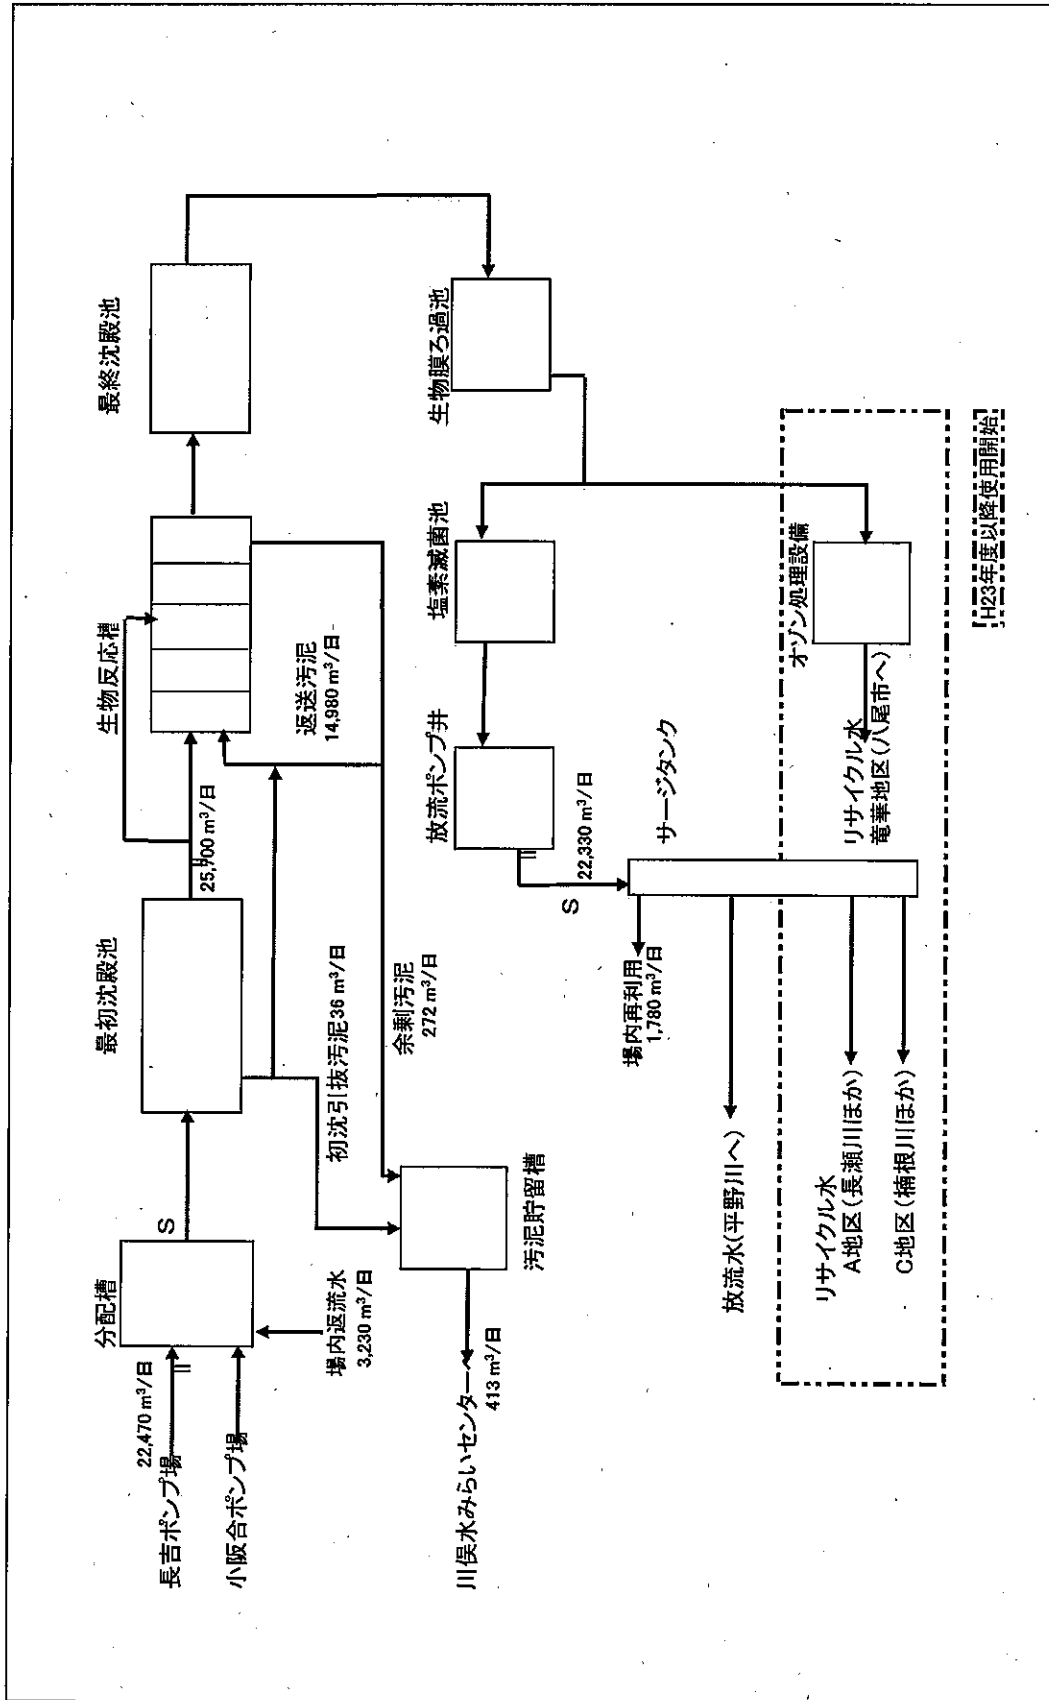 長吉ポンプ場
22,470 m³/日
小阪合ポンプ場
分配槽
場内返流水
3,230 m³/日
S
最初沈殿池
初沈引抜汚泥36 m³/日
25,700 m³/日
生物反応槽
返送汚泥
14,980 m³/日
余剰汚泥
272 m³/日
最終沈殿池
汚泥貯留槽
川俣水みらいセンターへ
413 m³/日
生物膜ろ過池
塩素滅菌池
放流ポンプ井
S
22,330 m³/日
サージタンク
場内再利用
1,780 m³/日
放流水(平野川へ)
オゾン処理設備
リサイクル水
竜華地区(八尾市へ)
リサイクル水
A地区(長瀬川ほか)
C地区(楠根川ほか)
H23年度以降使用開始